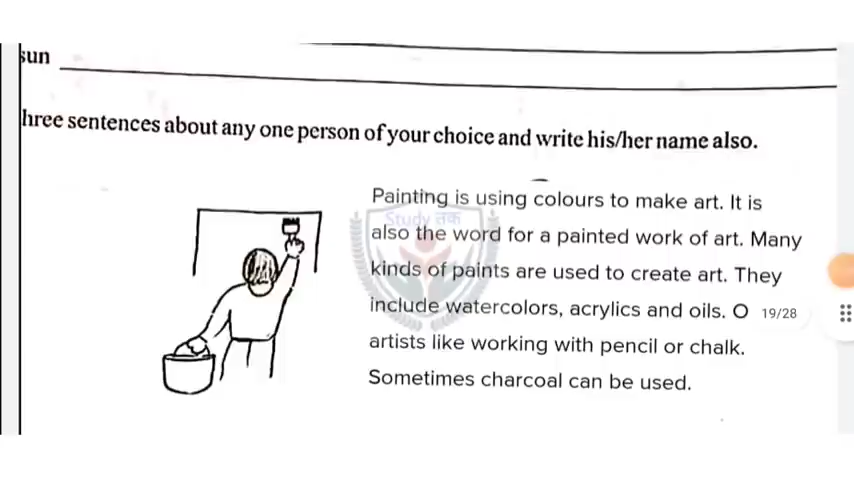 sun
hree sentences about any one person of your choice and write his/her name also.
Painting is using colours to make art. It is
Study तक
also the word for a painted work of art. Many
kinds of paints are used to create art. They
include watercolors, acrylics and oils. O 19/28
artists like working with pencil or chalk.
Sometimes charcoal can be used.